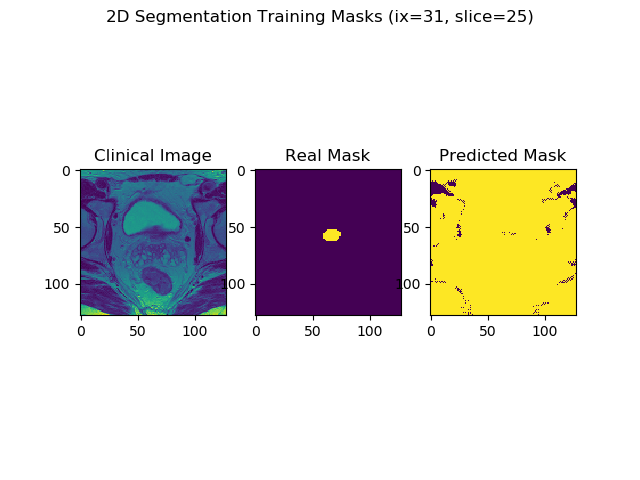 2D Segmentation Training Masks (ix=31, slice=25)
Clinical Image Real Mask Predicted Mask
0 0 0
50 50 50
100 100 100
0 50 100 0 50 100 0 50 100